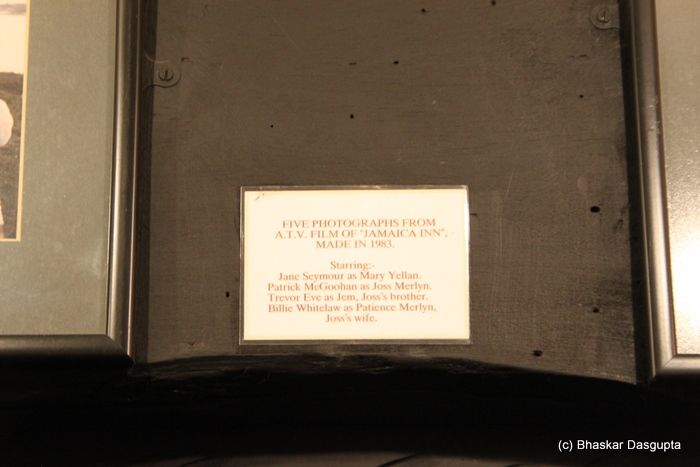 FIVE PHOTOGRAPHS FROM
A.T.V. FILM OF "JAMAICA INN",
MADE IN 1983.
Starring:-
Jane Seymour as Mary Yellan.
Patrick McGoohan as Joss Merlyn.
Trevor Eve as Jem, Joss's brother.
Billie Whitelaw as Patience Merlyn,
Joss's wife.
(c) Bhaskar Dasgupta